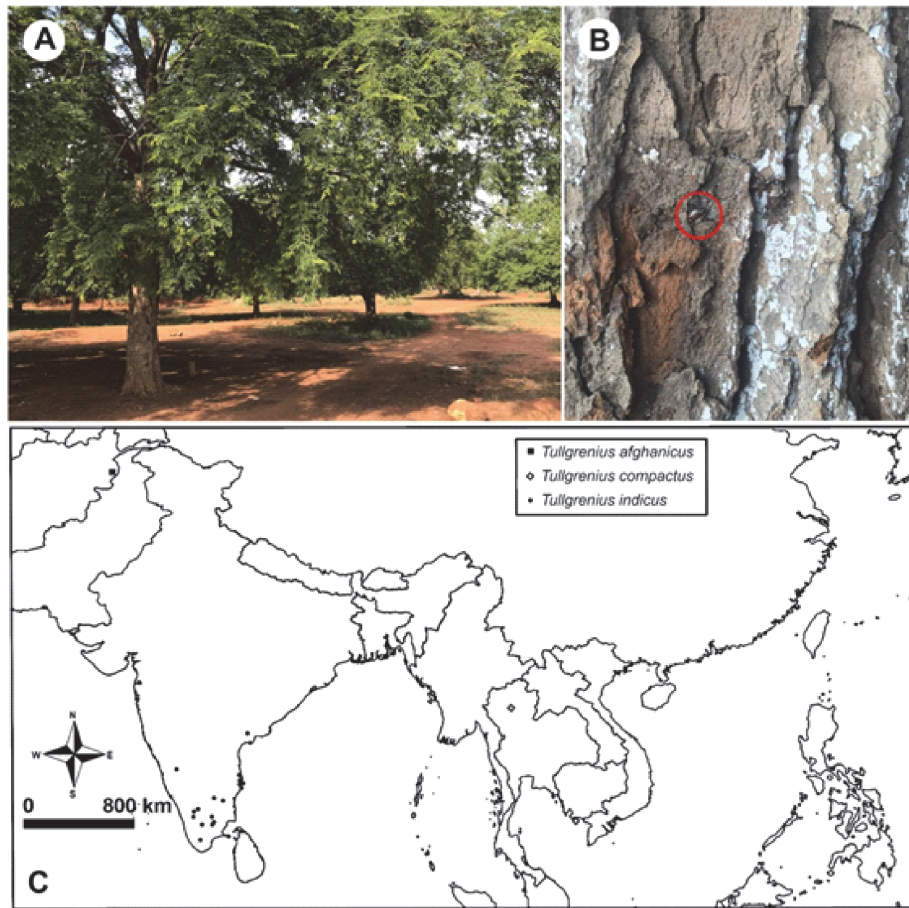 A
B
Tullgrenius afghanicus
Tullgrenius compactus
Tullgrenius indicus
N
W E
S
0 800 km
C